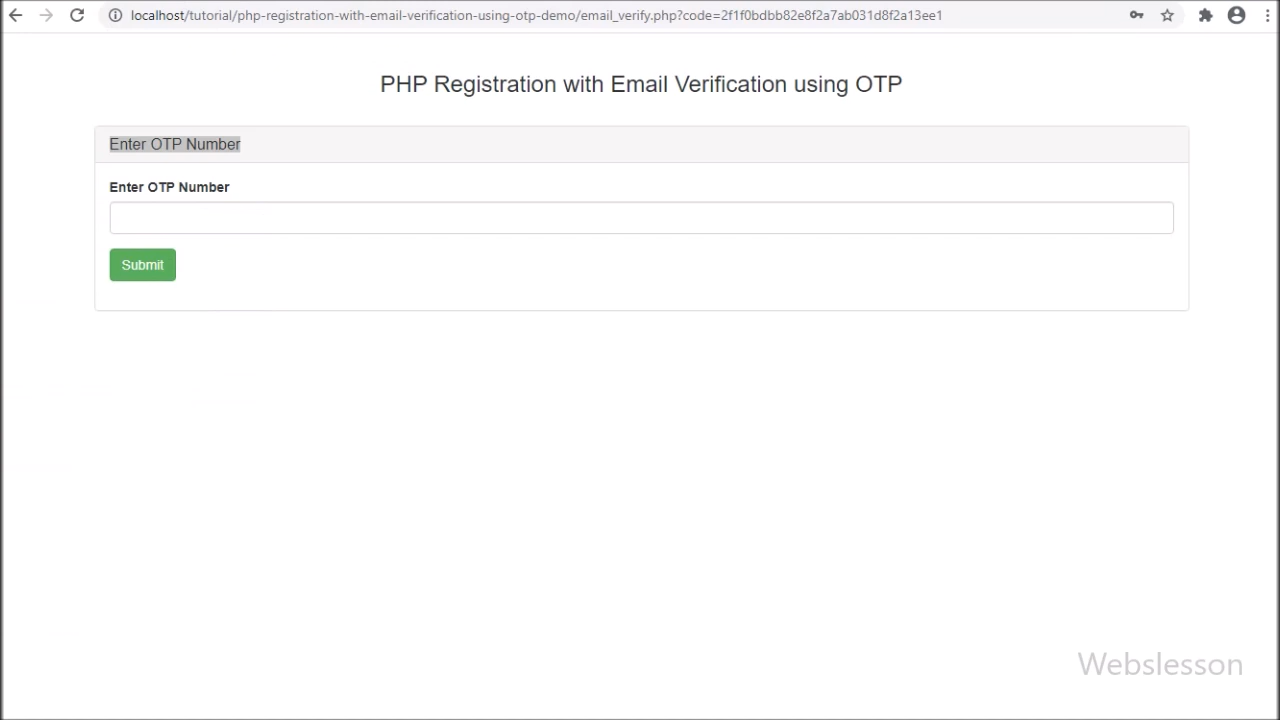 localhost/tutorial/php-registration-with-email-verification-using-otp-demo/email_verify.php?code=2f1f0bdbb82e8f2a7ab031d8f2a13ee1
PHP Registration with Email Verification using OTP
Enter OTP Number
Enter OTP Number
Submit
Webslesson